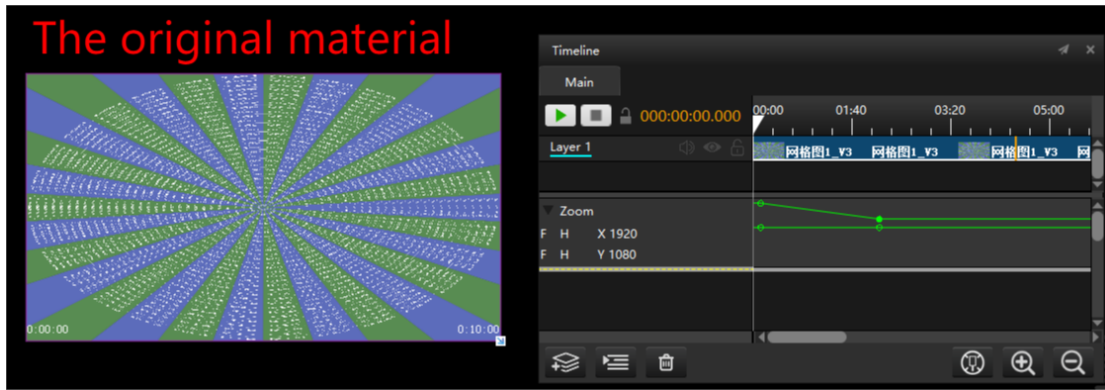 The original material
0:00:00
0:10:00
Timeline
Main
000:00:00.000
00:00 01:40 03:20 05:00
Layer 1
网格图1_V3 网格图1_V3 网格图1_V3 网
Zoom
F H X 1920
F H Y 1080